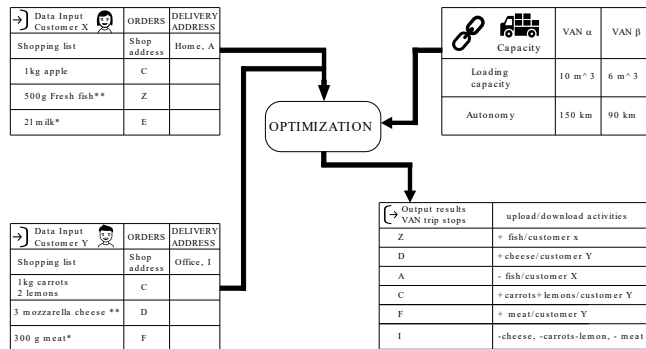 Data Input
Customer X
ORDERS
DELIVERY
ADDRESS
Shopping list
Shop
address
Home, A
1kg apple
C
500g Fresh fish**
Z
2l milk*
E
Capacity
VAN α
VAN β
Loading
capacity
10 m^3
6 m^3
Autonomy
150 km
90 km
OPTIMIZATION
Data Input
Customer Y
ORDERS
DELIVERY
ADDRESS
Shopping list
Shop
address
Office, I
1kg carrots
2 lemons
C
3 mozzarella cheese **
D
300 g meat*
F
Output results
VAN trip stops
upload/download activities
Z
+ fish/customer x
D
+cheese/customer Y
A
- fish/customer X
C
+carrots+lemons/customer Y
F
+ meat/customer Y
I
-cheese, -carrots-lemon, - meat